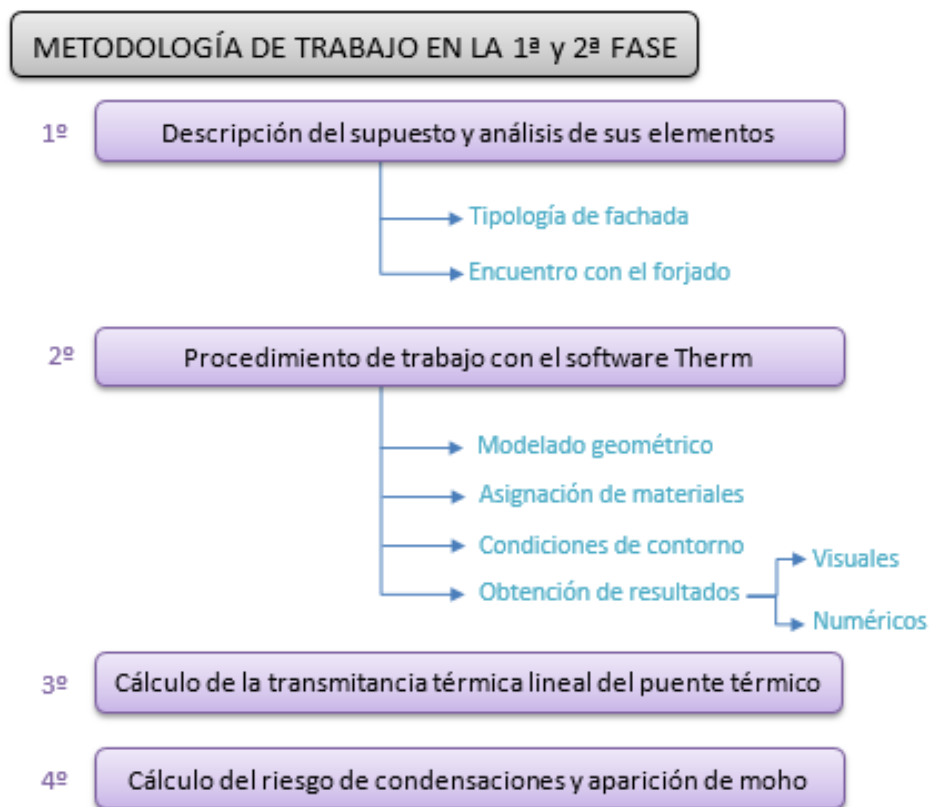 METODOLOGÍA DE TRABAJO EN LA 1ª y 2ª FASE
1º Descripción del supuesto y análisis de sus elementos
Tipología de fachada
Encuentro con el forjado
2º Procedimiento de trabajo con el software Therm
Modelado geométrico
Asignación de materiales
Condiciones de contorno
Obtención de resultados
Visuales
Numéricos
3º Cálculo de la transmitancia térmica lineal del puente térmico
4º Cálculo del riesgo de condensaciones y aparición de moho